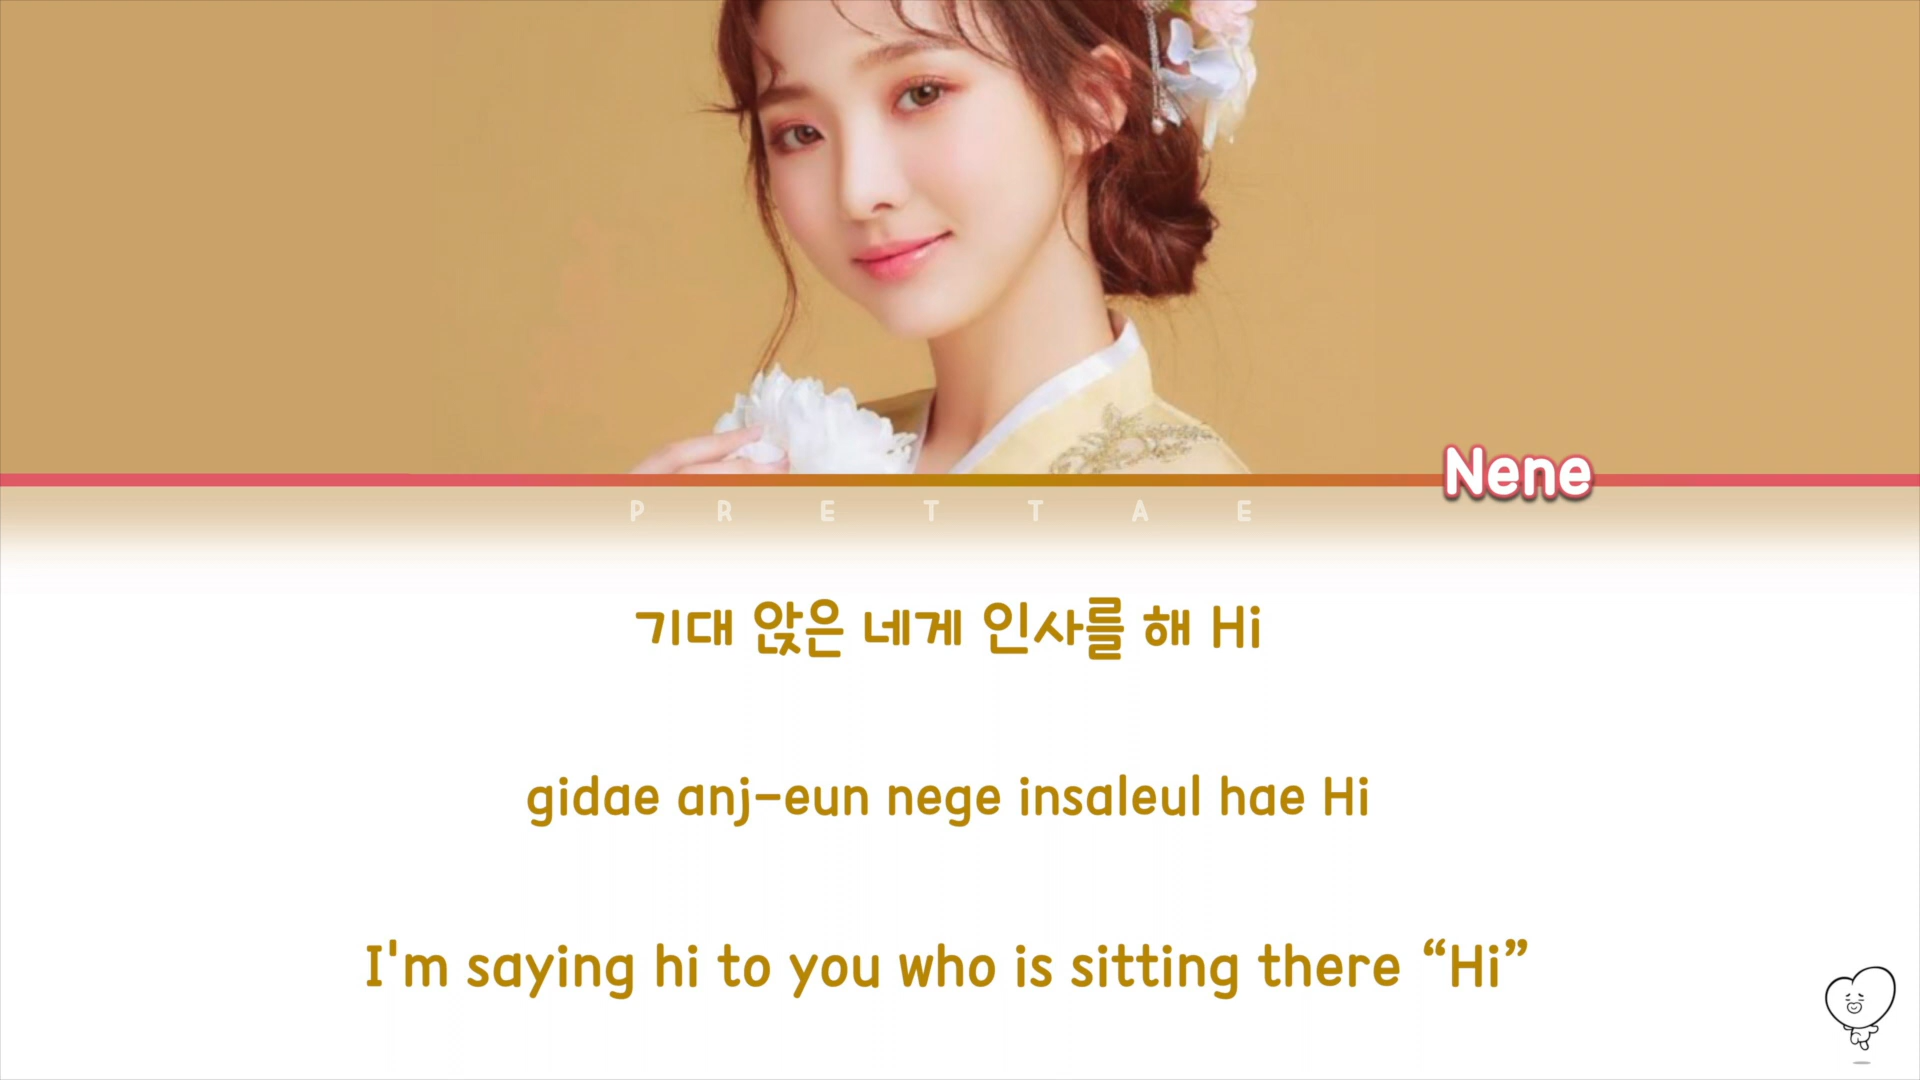 Nene
PRETTAE
기대 앉은 네게 인사를 해 Hi
gidae anj-eun nege insaleul hae Hi
I'm saying hi to you who is sitting there “Hi”